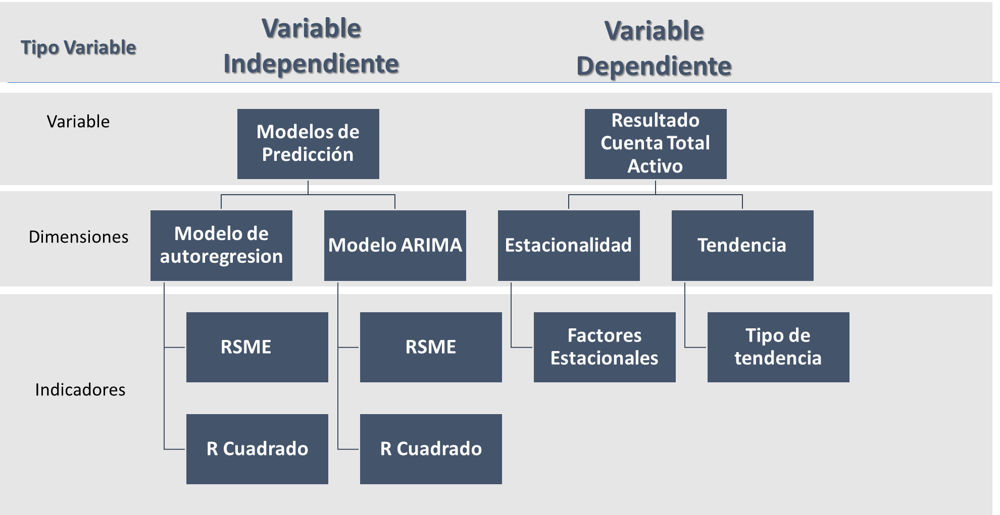 Tipo Variable
Variable
Independiente
Variable
Dependiente
Variable
Modelos de
Predicción
Resultado
Cuenta Total
Activo
Dimensiones
Modelo de
autoregresion
Modelo ARIMA
Estacionalidad
Tendencia
Indicadores
RSME
RSME
Factores
Estacionales
Tipo de
tendencia
R Cuadrado
R Cuadrado